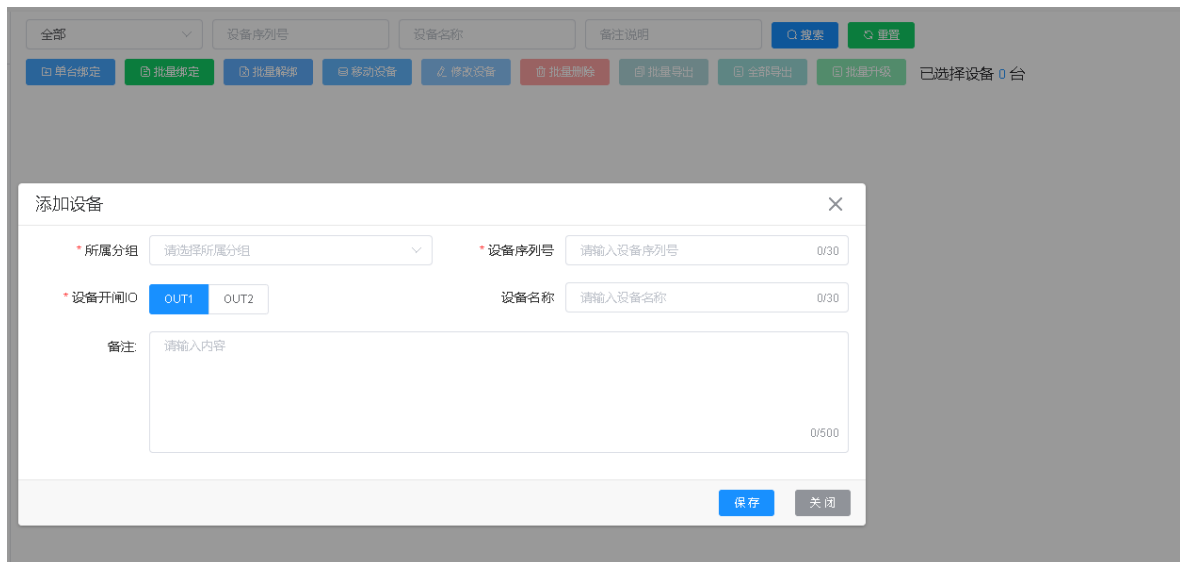 全部 设备序列号 设备名称 备注说明 搜索 重置
单台绑定 批量绑定 批量解绑 移动设备 修改设备 批量删除 批量导出 全部导出 批量升级 已选择设备 0 台
添加设备
* 所属分组 请选择所属分组 * 设备序列号 请输入设备序列号 0/30
* 设备开闸IO OUT1 OUT2 设备名称 请输入设备名称 0/30
备注: 请输入内容
0/500
保存 关闭